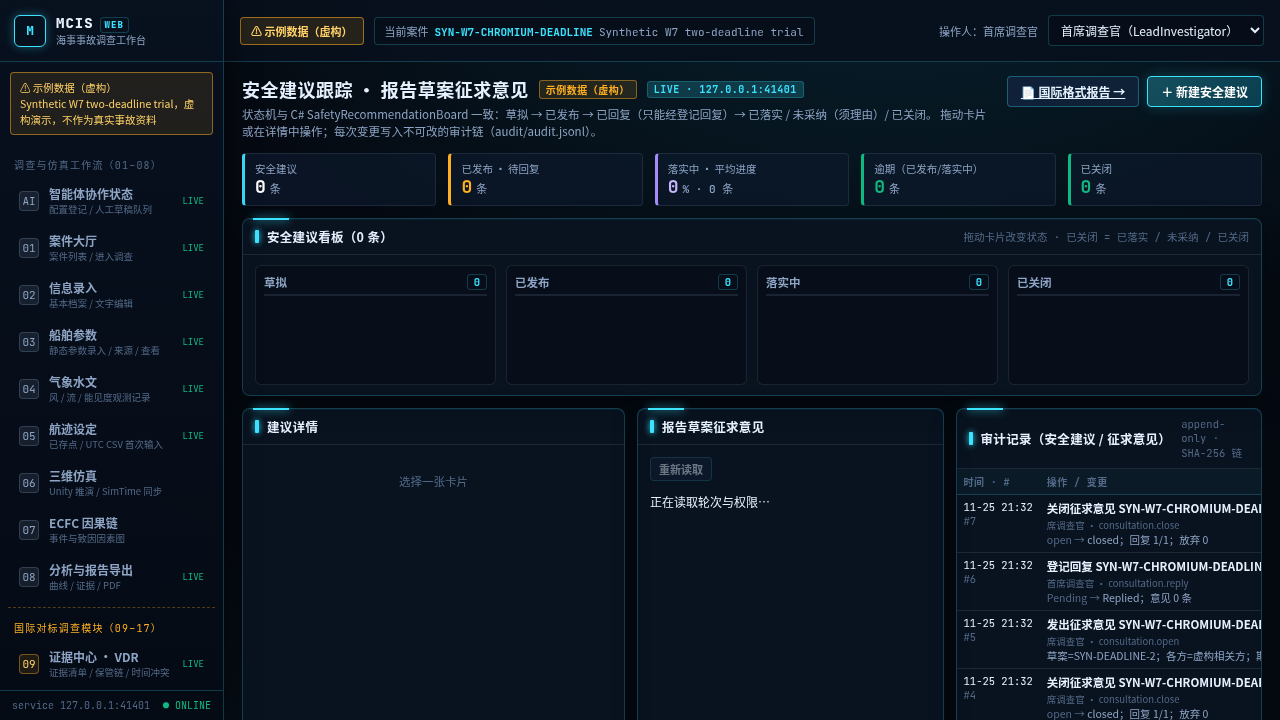 M
MCIS WEB
海事事故调查工作台
⚠ 示例数据（虚构）
当前案件 SYN-W7-CHROMIUM-DEADLINE Synthetic W7 two-deadline trial
操作人：首席调查官
首席调查官（LeadInvestigator）
⚠ 示例数据（虚构）
Synthetic W7 two-deadline trial，虚
构演示，不作为真实事故资料
调查与仿真工作流（01–08）
AI
智能体协作状态
配置登记 / 人工草稿队列
LIVE
01
案件大厅
案件列表 / 进入调查
LIVE
02
信息录入
基本档案 / 文字编辑
LIVE
03
船舶参数
静态参数录入 / 来源 / 查看
LIVE
04
气象水文
风 / 流 / 能见度观测记录
LIVE
05
航迹设定
已存点 / UTC CSV 首次输入
LIVE
06
三维仿真
Unity 推演 / SimTime 同步
07
ECFC 因果链
事件与致因因素图
08
分析与报告导出
曲线 / 证据 / PDF
LIVE
国际对标调查模块（09–17）
09
证据中心 · VDR
证据清单 / 保管链 / 时间冲突
LIVE
service 127.0.0.1:41401
● ONLINE
安全建议跟踪 · 报告草案征求意见
示例数据（虚构）
LIVE · 127.0.0.1:41401
状态机与 C# SafetyRecommendationBoard 一致：草拟 → 已发布 → 已回复（只能经登记回复）→ 已落实 / 未采纳（须理由）/ 已关闭。 拖动卡片
或在详情中操作；每次变更写入不可改的审计链（audit/audit.jsonl）。
📄 国际格式报告 →
＋ 新建安全建议
安全建议
0 条
已发布 · 待回复
0 条
落实中 · 平均进度
0 % · 0 条
逾期（已发布/落实中）
0 条
已关闭
0 条
安全建议看板（0 条）
拖动卡片改变状态 · 已关闭 = 已落实 / 未采纳 / 已关闭
草拟
0
已发布
0
落实中
0
已关闭
0
建议详情
选择一张卡片
报告草案征求意见
重新读取
正在读取轮次与权限…
审计记录（安全建议 / 征求意见）
append-
only ·
SHA-256 链
时间 · #
操作 / 变更
11-25 21:32
#7
关闭征求意见 SYN-W7-CHROMIUM-DEA
席调查官 · consultation.close
open → closed；回复 1/1；放弃 0
11-25 21:32
#6
登记回复 SYN-W7-CHROMIUM-DEADLIN
首席调查官 · consultation.reply
Pending → Replied；意见 0 条
11-25 21:32
#5
发出征求意见 SYN-W7-CHROMIUM-DEA
席调查官 · consultation.open
草案=SYN-DEADLINE-2；各方=虚构相关方；
11-25 21:32
#4
关闭征求意见 SYN-W7-CHROMIUM-DEA
席调查官 · consultation.close
open → closed；回复 1/1；放弃 0